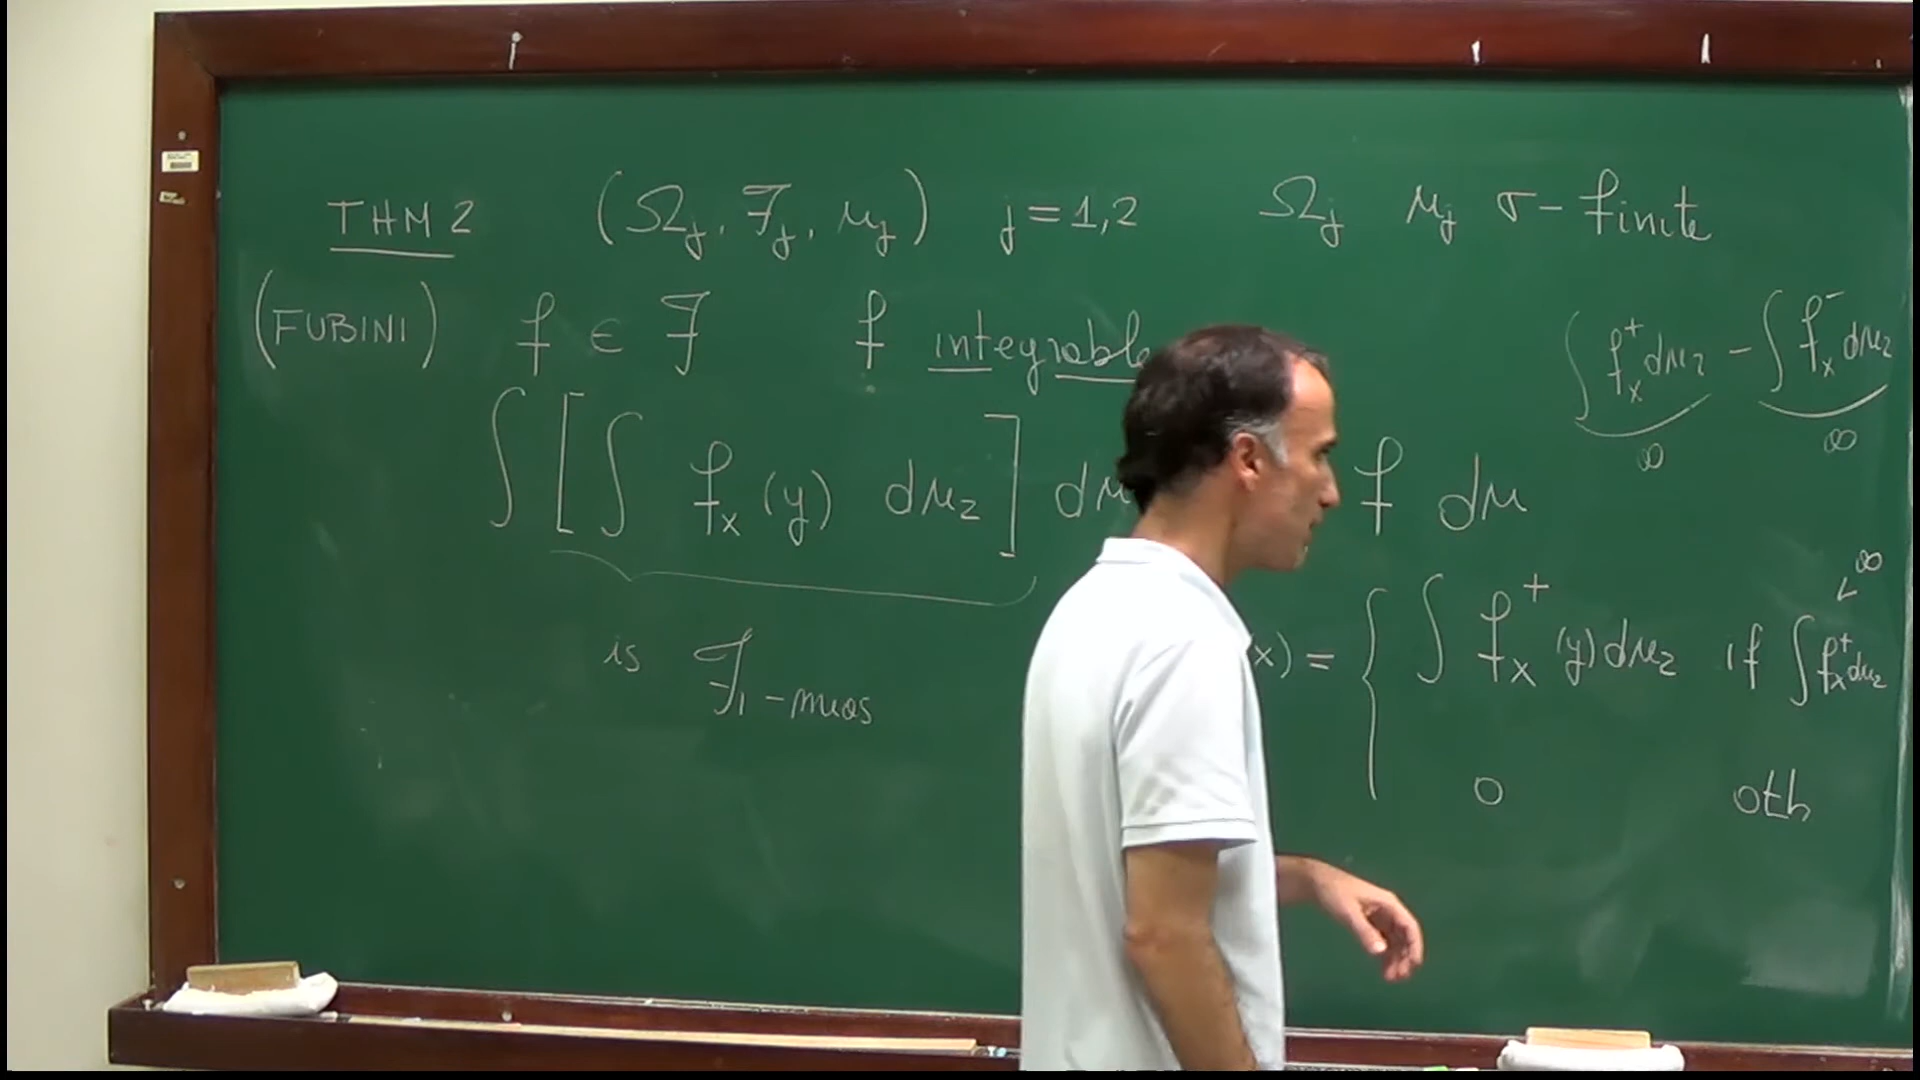 THM 2 (Ω_j, ℱ_j, μ_j) j = 1,2 Ω_j μ_j σ-finite
(FUBINI) f ∈ ℱ f integrable
∫ f_x^+ dμ_2 - ∫ f_x^- dμ_2
∞ ∞
∫ [ ∫ f_x (y) dμ_2 ] dμ f dμ
is ℱ_1 - meas
x) = { ∫ f_x^+ (y) dμ_2 if ∫ f_x^+ dμ_2 < ∞
0 oth